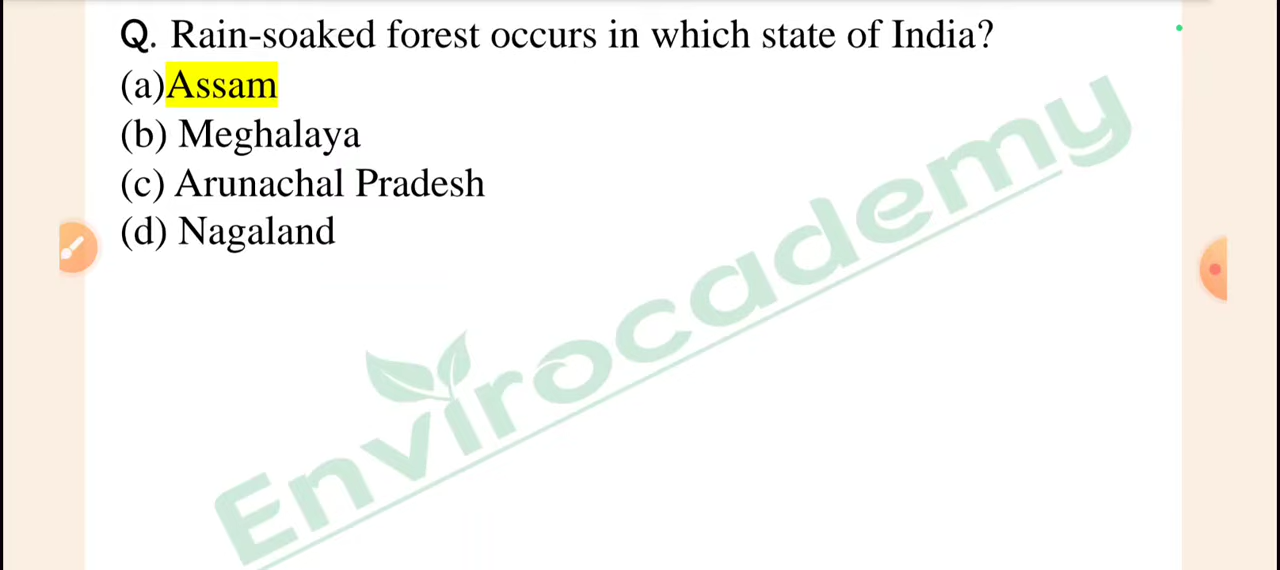 Q. Rain-soaked forest occurs in which state of India?
(a)Assam
(b) Meghalaya
(c) Arunachal Pradesh
(d) Nagaland
Envirocademy